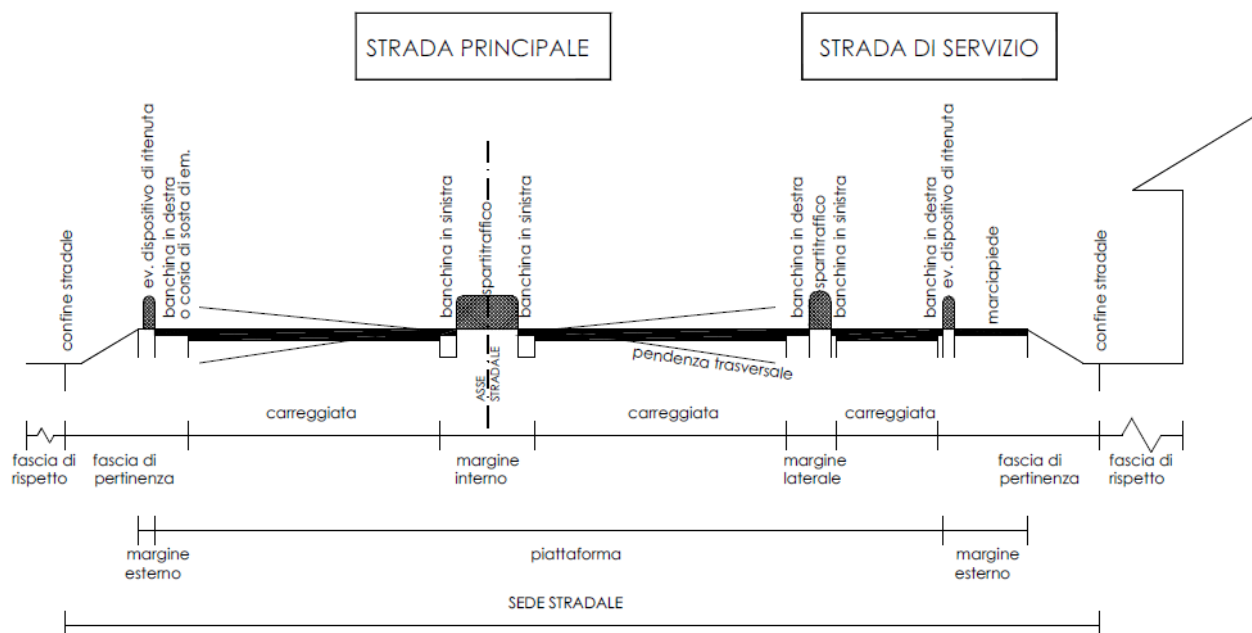 STRADA PRINCIPALE
STRADA DI SERVIZIO
confine stradale
ev. dispositivo di ritenuta
banchina in destra
o corsia di sosta di em.
banchina in sinistra
spartitraffico
banchina in sinistra
banchina in destra
spartitraffico
banchina in sinistra
banchina in destra
ev. dispositivo di ritenuta
marciapiede
confine stradale
pendenza trasversale
ASSE
STRADALE
carreggiata
carreggiata
carreggiata
fascia di
rispetto
fascia di
pertinenza
margine
interno
margine
laterale
fascia di
pertinenza
fascia di
rispetto
margine
esterno
piattaforma
margine
esterno
SEDE STRADALE